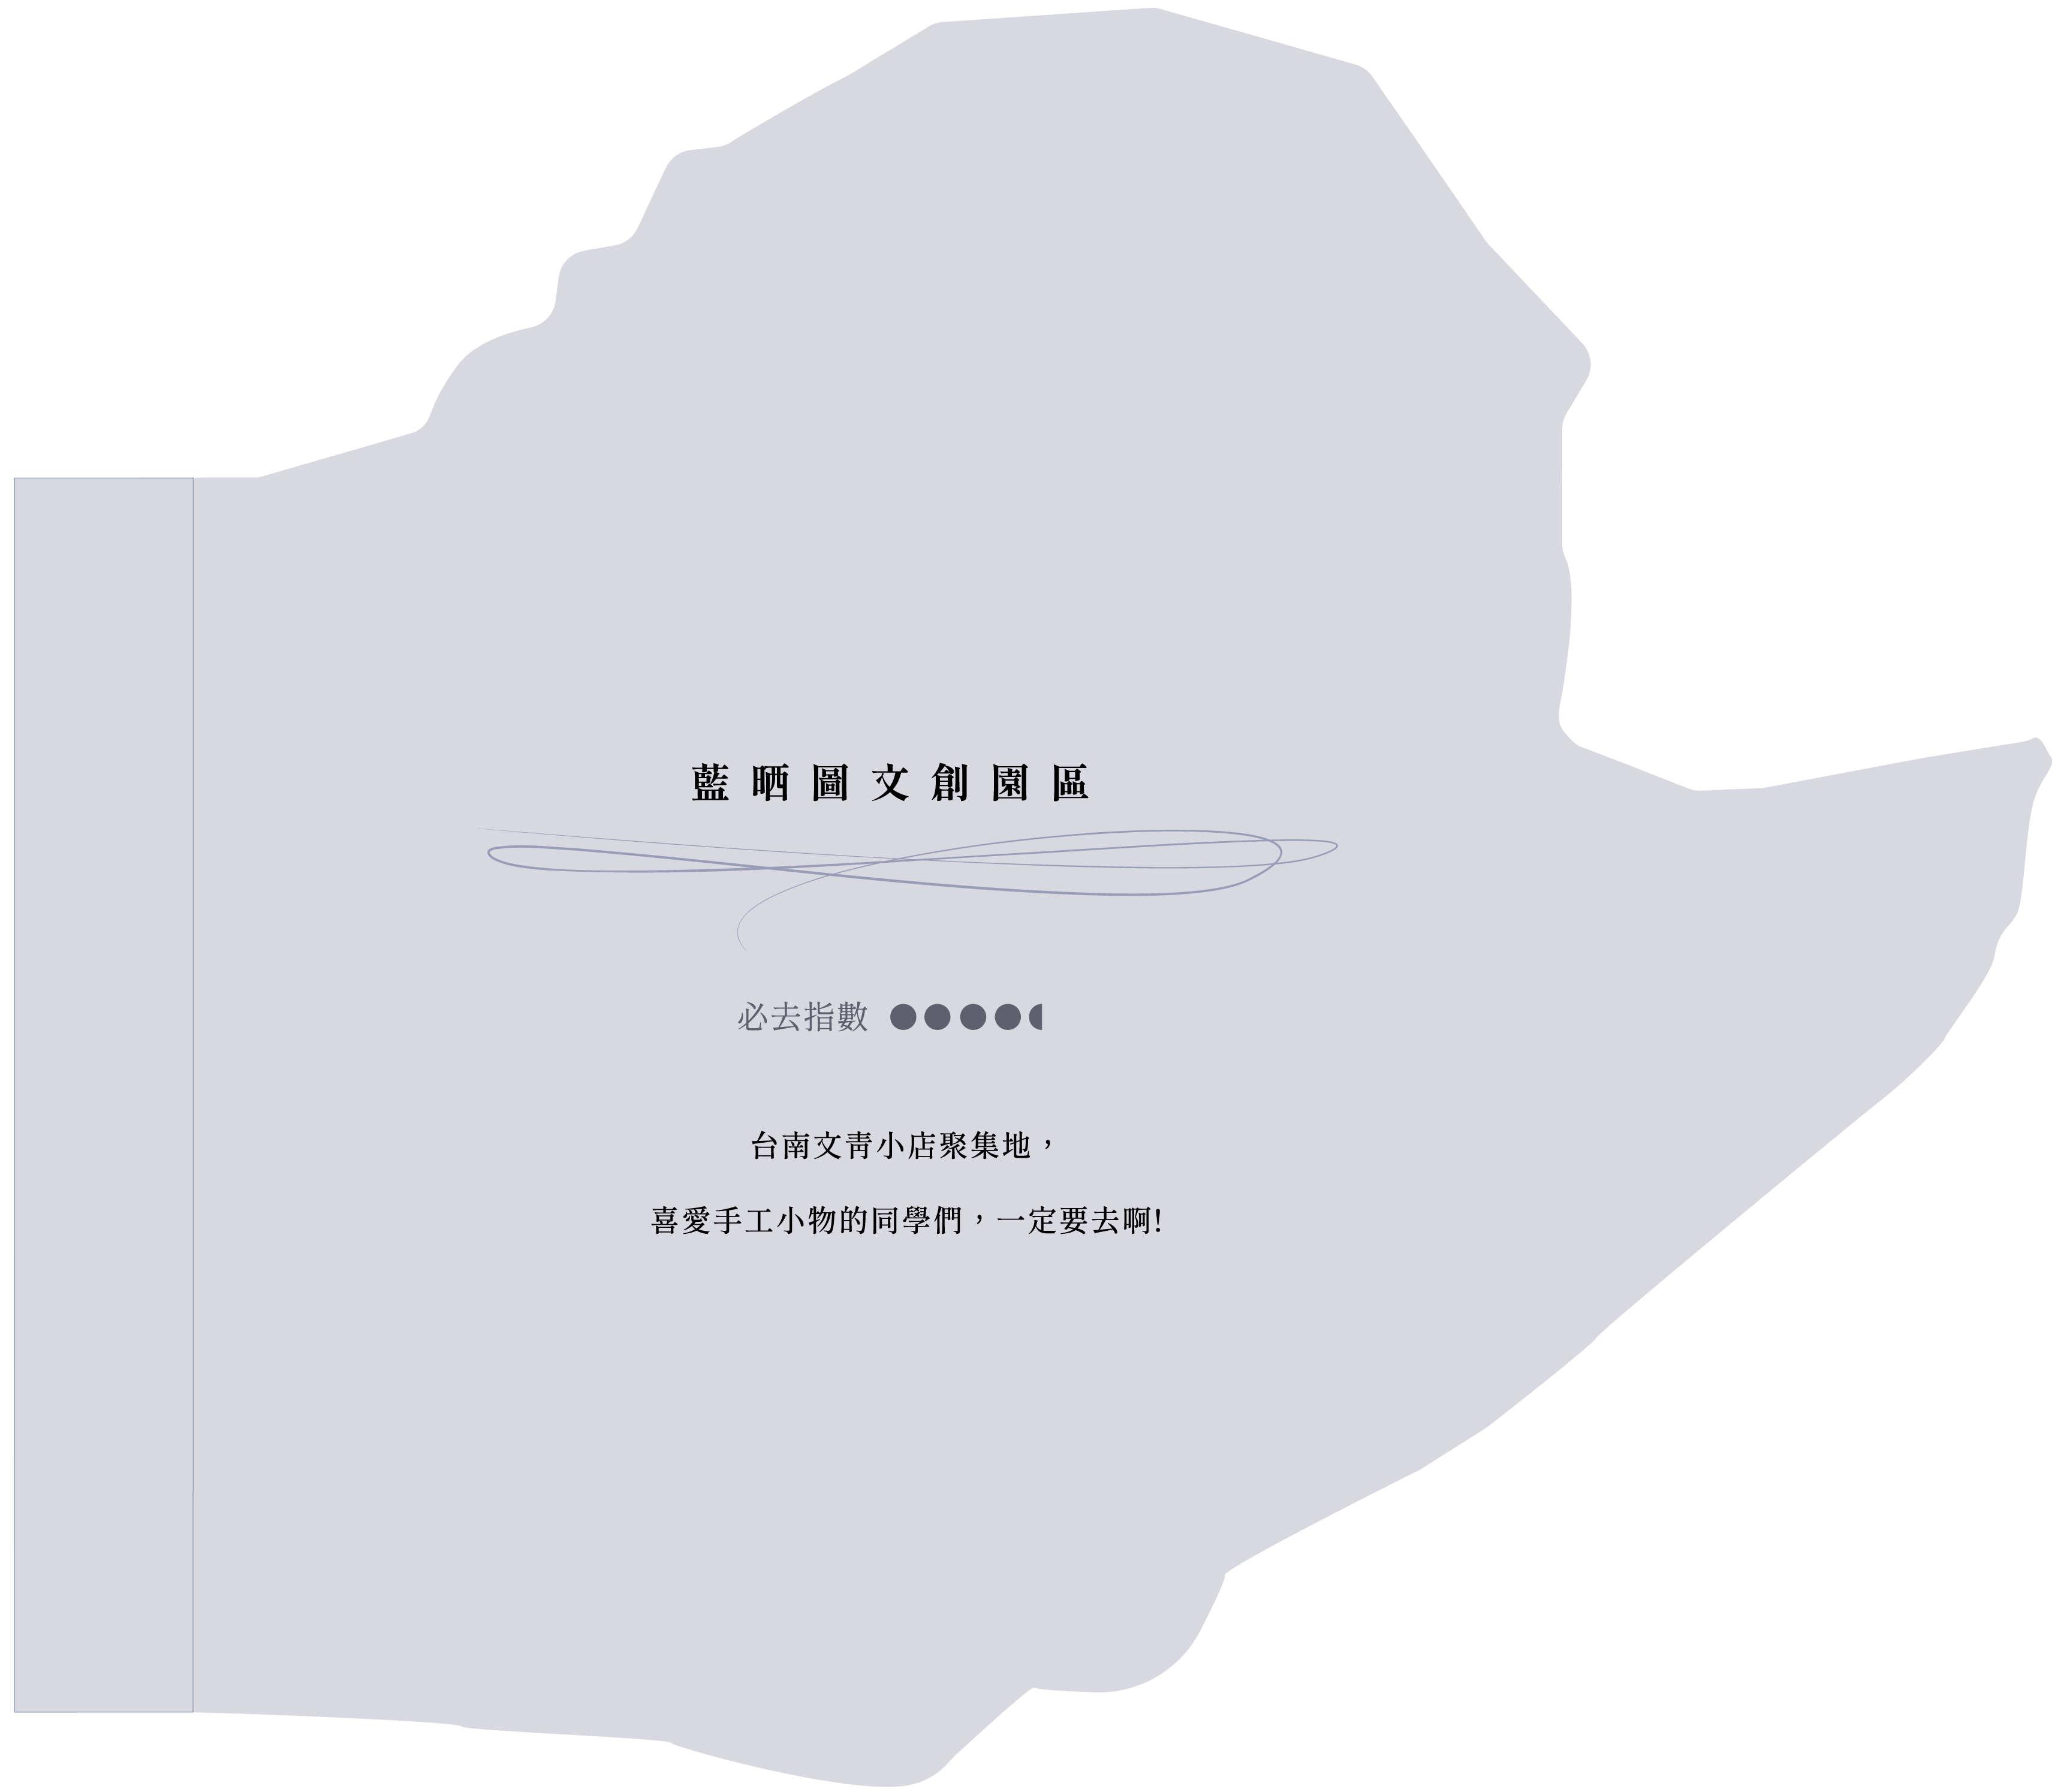 藍晒圖文創園區
必去指數 ●●●●◖
台南文青小店聚集地，
喜愛手工小物的同學們，一定要去啊!